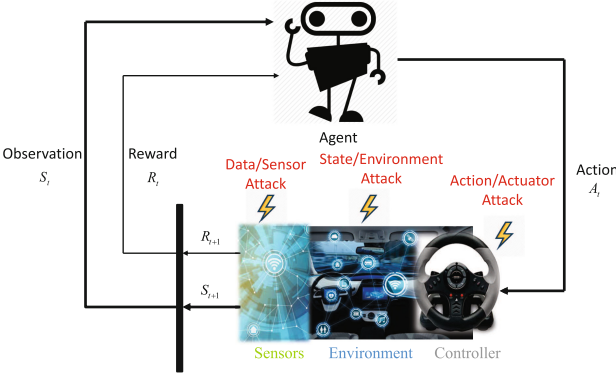 Agent
Observation
S_t
Reward
R_t
Data/Sensor
Attack
State/Environment
Attack
Action/Actuator
Attack
Action
A_t
R_{t+1}
S_{t+1}
Sensors
Environment
Controller